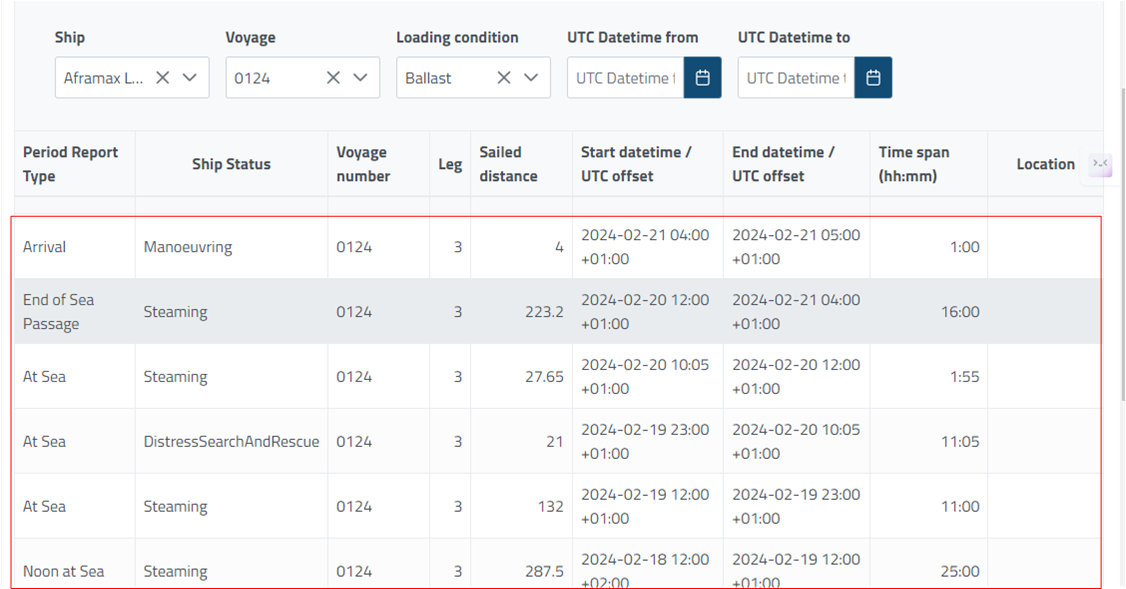 Ship Voyage Loading condition UTC Datetime from UTC Datetime to
Aframax L... 0124 Ballast UTC Datetime UTC Datetime
Period Report Type Ship Status Voyage number Leg Sailed distance Start datetime / UTC offset End datetime / UTC offset Time span (hh:mm) Location
Arrival Manoeuvring 0124 3 4 2024-02-21 04:00 +01:00 2024-02-21 05:00 +01:00 1:00
End of Sea Passage Steaming 0124 3 223.2 2024-02-20 12:00 +01:00 2024-02-21 04:00 +01:00 16:00
At Sea Steaming 0124 3 27.65 2024-02-20 10:05 +01:00 2024-02-20 12:00 +01:00 1:55
At Sea DistressSearchAndRescue 0124 3 21 2024-02-19 23:00 +01:00 2024-02-20 10:05 +01:00 11:05
At Sea Steaming 0124 3 132 2024-02-19 12:00 +01:00 2024-02-19 23:00 +01:00 11:00
Noon at Sea Steaming 0124 3 287.5 2024-02-18 12:00 +02:00 2024-02-19 12:00 +01:00 25:00